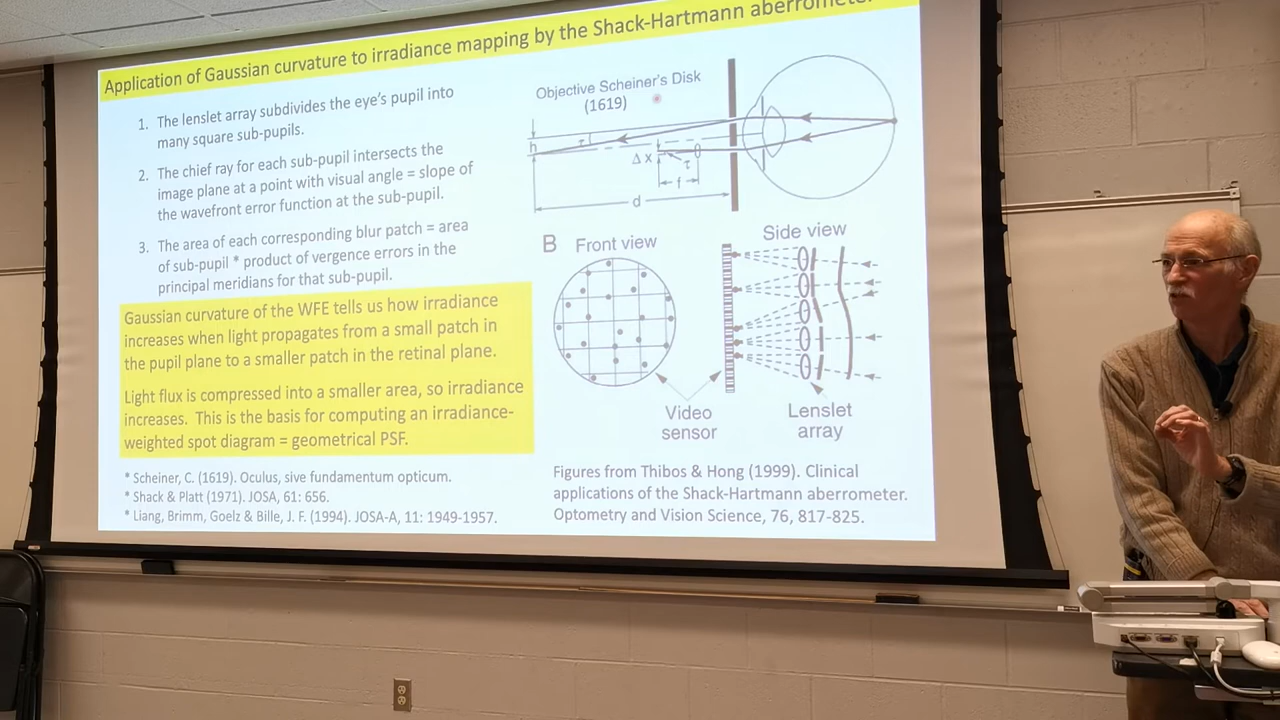 Application of Gaussian curvature to irradiance mapping by the Shack-Hartmann aberrometer
1. The lenslet array subdivides the eye's pupil into
many square sub-pupils.
2. The chief ray for each sub-pupil intersects the
image plane at a point with visual angle = slope of
the wavefront error function at the sub-pupil.
3. The area of each corresponding blur patch = area
of sub-pupil * product of vergence errors in the
principal meridians for that sub-pupil.
Gaussian curvature of the WFE tells us how irradiance
increases when light propagates from a small patch in
the pupil plane to a smaller patch in the retinal plane.
Light flux is compressed into a smaller area, so irradiance
increases. This is the basis for computing an irradiance-
weighted spot diagram = geometrical PSF.
* Scheiner, C. (1619). Oculus, sive fundamentum opticum.
* Shack & Platt (1971). JOSA, 61: 656.
* Liang, Brimm, Goelz & Bille, J. F. (1994). JOSA-A, 11: 1949-1957.
Objective Scheiner's Disk
(1619)
h
τ
Δ x
τ
f
d
B Front view
Side view
Video
sensor
Lenslet
array
Figures from Thibos & Hong (1999). Clinical
applications of the Shack-Hartmann aberrometer.
Optometry and Vision Science, 76, 817-825.